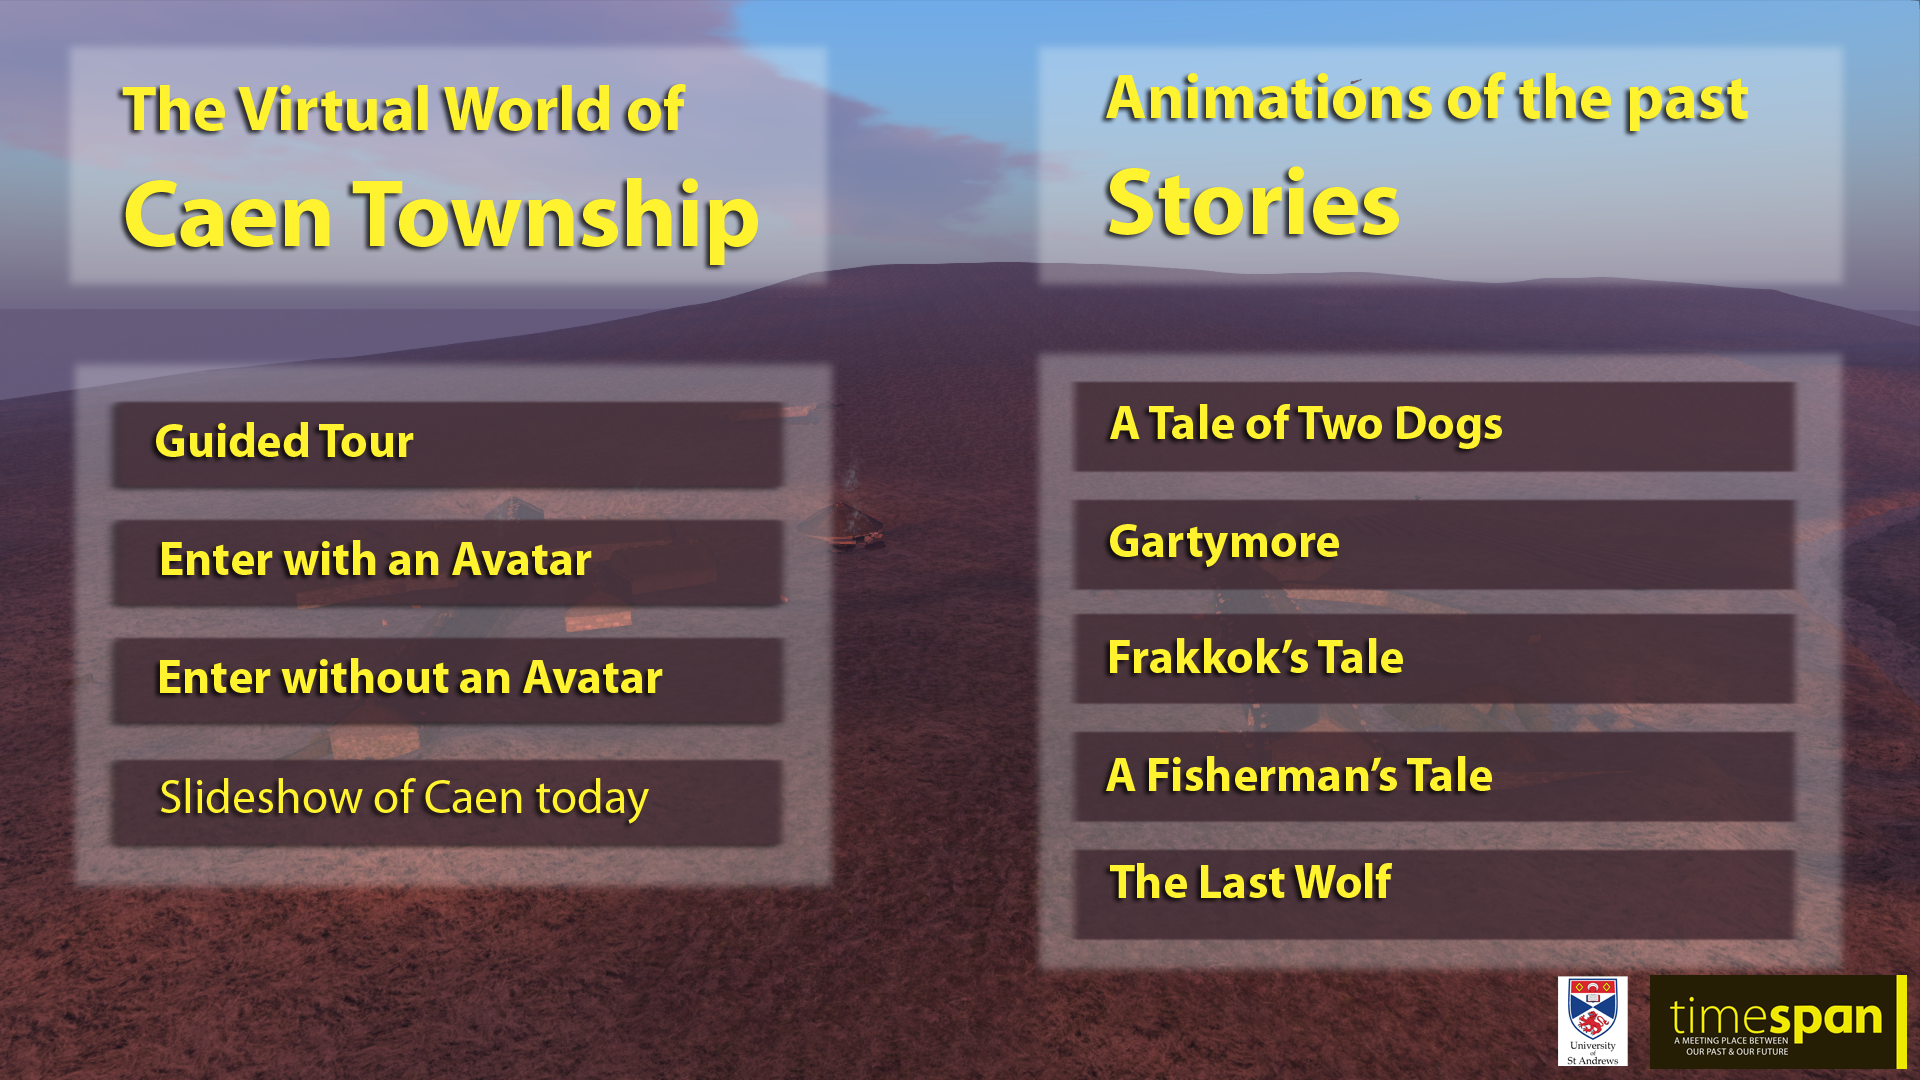 The Virtual World of
Caen Township
Guided Tour
Enter with an Avatar
Enter without an Avatar
Slideshow of Caen today
Animations of the past
Stories
A Tale of Two Dogs
Gartymore
Frakkok’s Tale
A Fisherman’s Tale
The Last Wolf
University
of
St Andrews
timespan
A MEETING PLACE BETWEEN
OUR PAST & OUR FUTURE